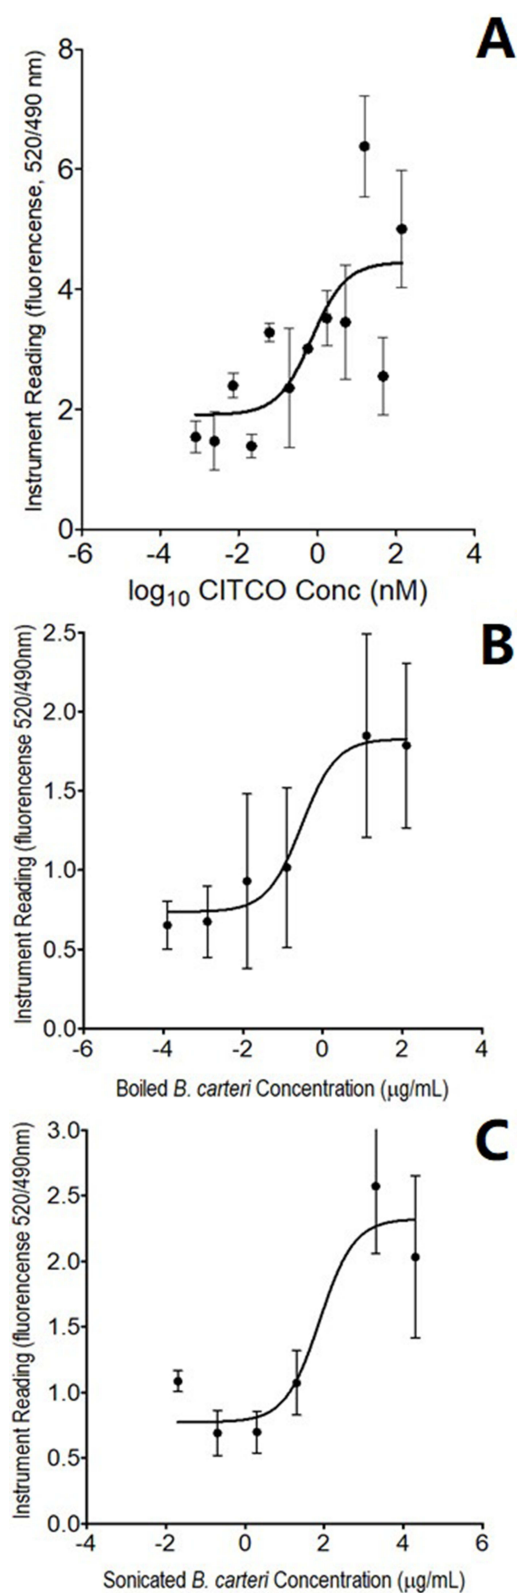 A
Instrument Reading (fluorencense, 520/490 nm)
8
6
4
2
0
-6 -4 -2 0 2 4
log10 CITCO Conc (nM)
B
Instrument Reading (fluorencense 520/490nm)
2.5
2.0
1.5
1.0
0.5
0.0
-6 -4 -2 0 2 4
Boiled B. carteri Concentration (μg/mL)
C
Instrument Reading (fluorencense 520/490nm)
3.0
2.5
2.0
1.5
1.0
0.5
0.0
-4 -2 0 2 4 6
Sonicated B. carteri Concentration (μg/mL)